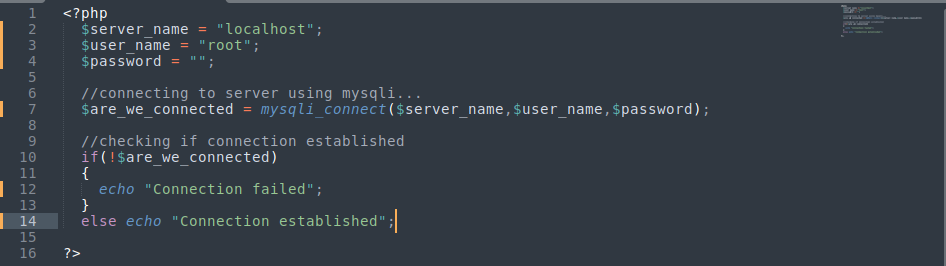 1 <?php
2 $server_name = "localhost";
3 $user_name = "root";
4 $password = "";
5
6 //connecting to server using mysqli...
7 $are_we_connected = mysqli_connect($server_name,$user_name,$password);
8
9 //checking if connection established
10 if(!$are_we_connected)
11 {
12 echo "Connection failed";
13 }
14 else echo "Connection established";
15
16 ?>